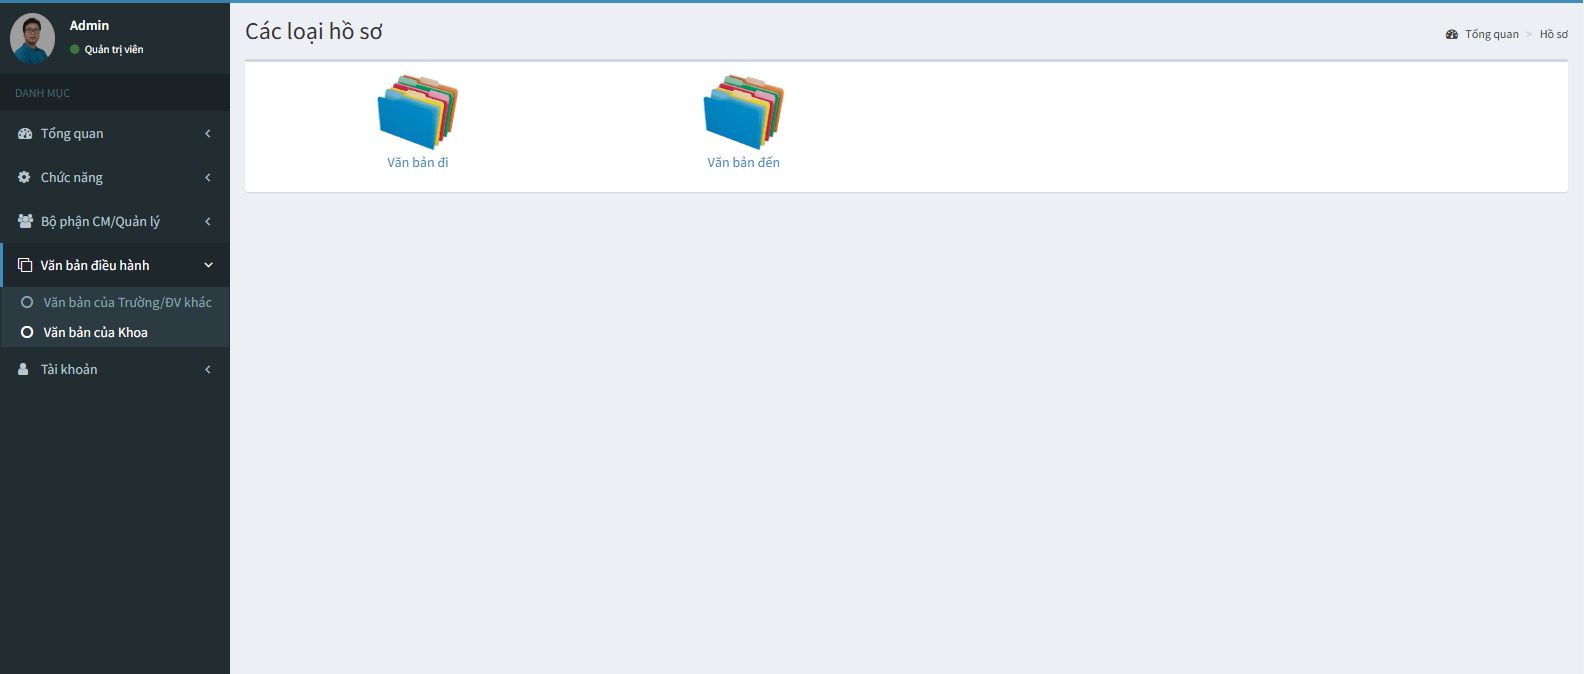 Admin
Quản trị viên
DANH MỤC
Tổng quan
Chức năng
Bộ phận CM/Quản lý
Văn bản điều hành
Văn bản của Trường/ĐV khác
Văn bản của Khoa
Tài khoản
Các loại hồ sơ
Tổng quan > Hồ sơ
Văn bản đi
Văn bản đến